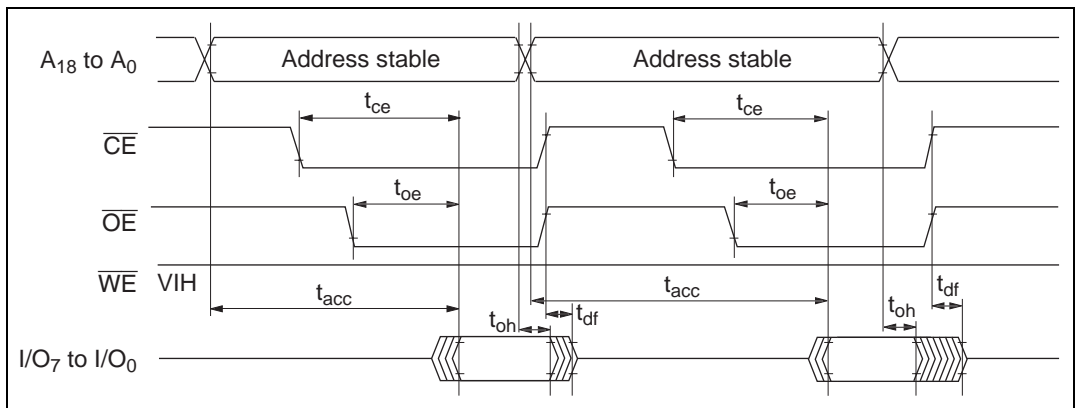 A18 to A0 Address stable Address stable
tce tce
CE
toe toe
OE
WE VIH
tacc tacc
toh tdf toh tdf
I/O7 to I/O0